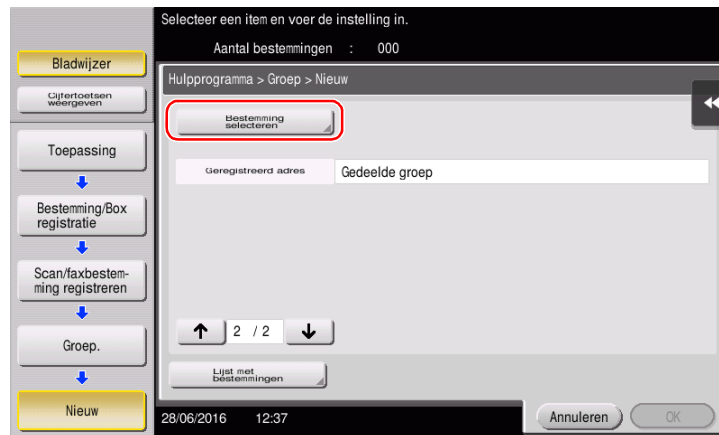 Selecteer een item en voer de instelling in.
Aantal bestemmingen : 000
Bladwijzer
Cijfertoetsen
weergeven
Toepassing
Bestemming/Box
registratie
Scan/faxbestem-
ming registreren
Groep.
Nieuw
Hulpprogramma > Groep > Nieuw
Bestemming
selecteren
Geregistreerd adres Gedeelde groep
2 / 2
Lijst met
bestemmingen
28/06/2016 12:37
Annuleren OK